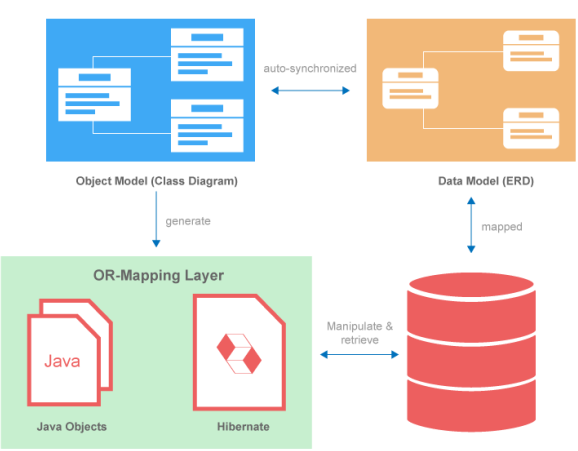 auto-synchronized
Object Model (Class Diagram)
Data Model (ERD)
generate
mapped
OR-Mapping Layer
Manipulate &
retrieve
Java
Java Objects
Hibernate